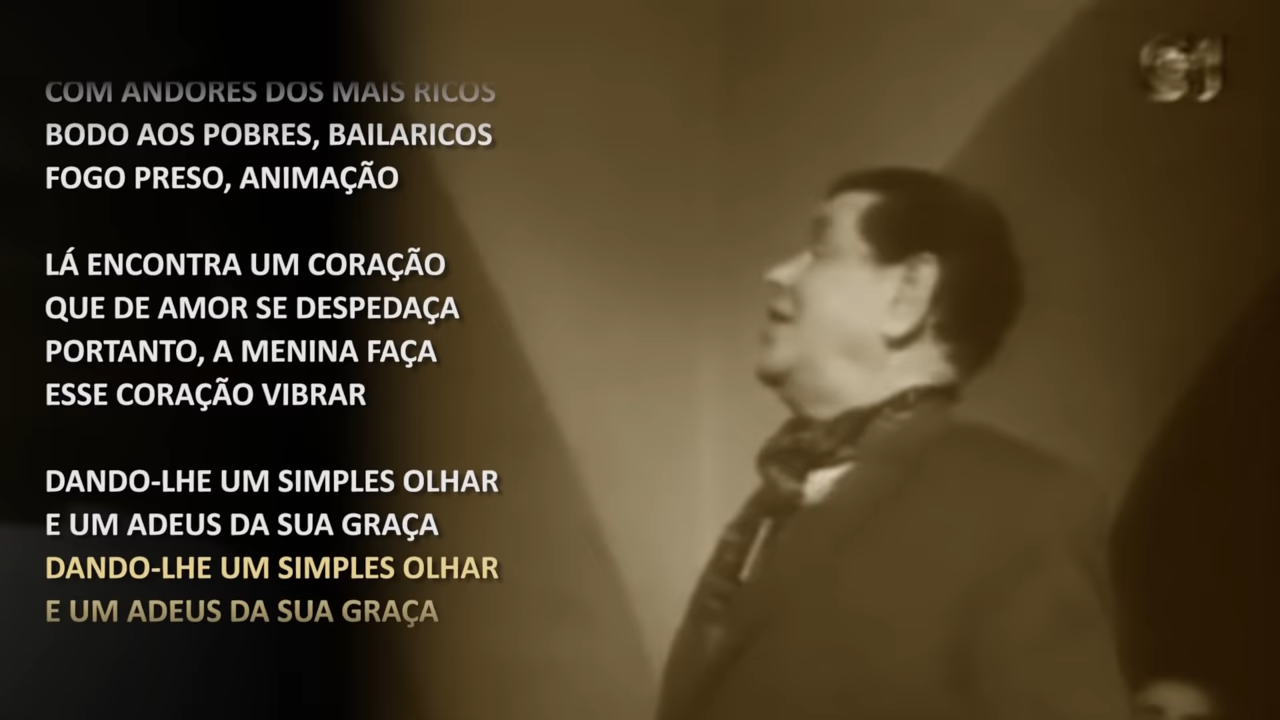 COM ANDORES DOS MAIS RICOS
BODO AOS POBRES, BAILARICOS
FOGO PRESO, ANIMAÇÃO
LÁ ENCONTRA UM CORAÇÃO
QUE DE AMOR SE DESPEDAÇA
PORTANTO, A MENINA FAÇA
ESSE CORAÇÃO VIBRAR
DANDO-LHE UM SIMPLES OLHAR
E UM ADEUS DA SUA GRAÇA
DANDO-LHE UM SIMPLES OLHAR
E UM ADEUS DA SUA GRAÇA